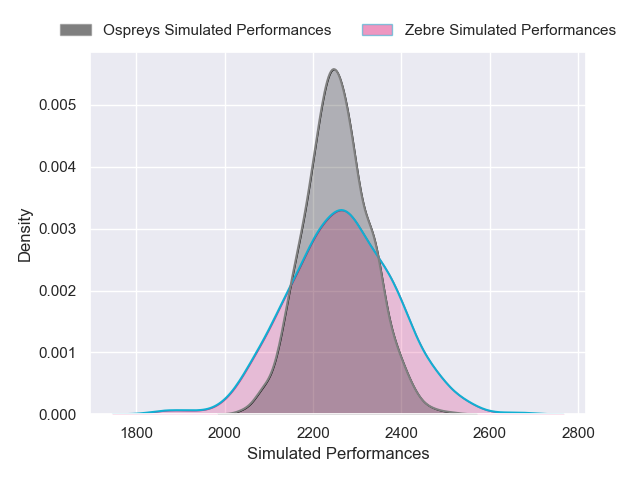 Ospreys Simulated Performances Zebre Simulated Performances
0.005
0.004
0.003
0.002
0.001
0.000
Density
1800 2000 2200 2400 2600 2800
Simulated Performances